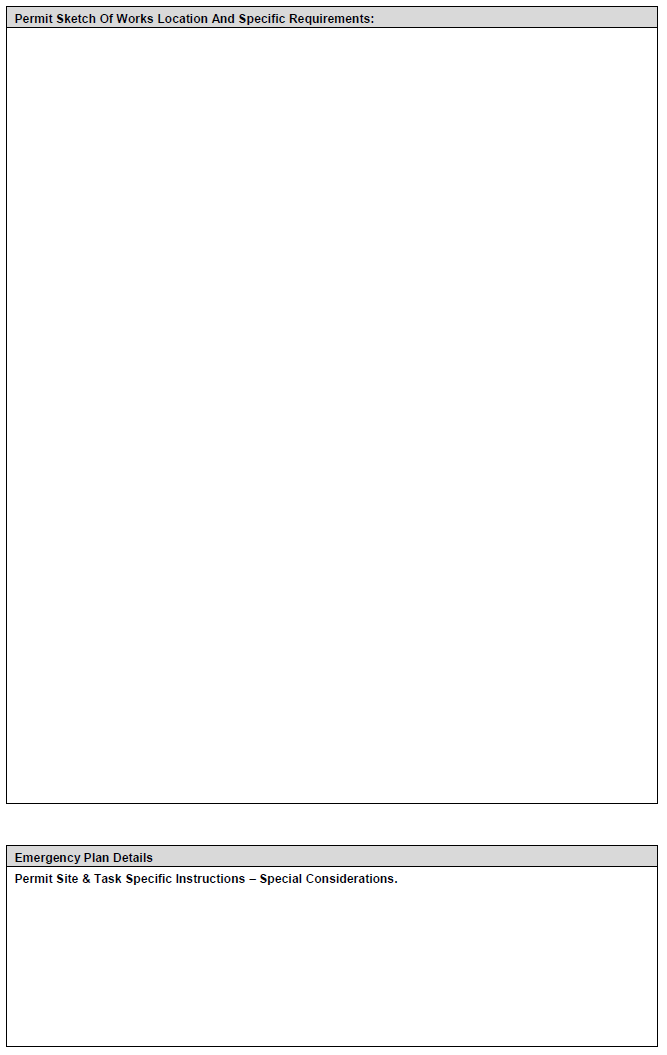 Permit Sketch Of Works Location And Specific Requirements:
Emergency Plan Details
Permit Site & Task Specific Instructions – Special Considerations.